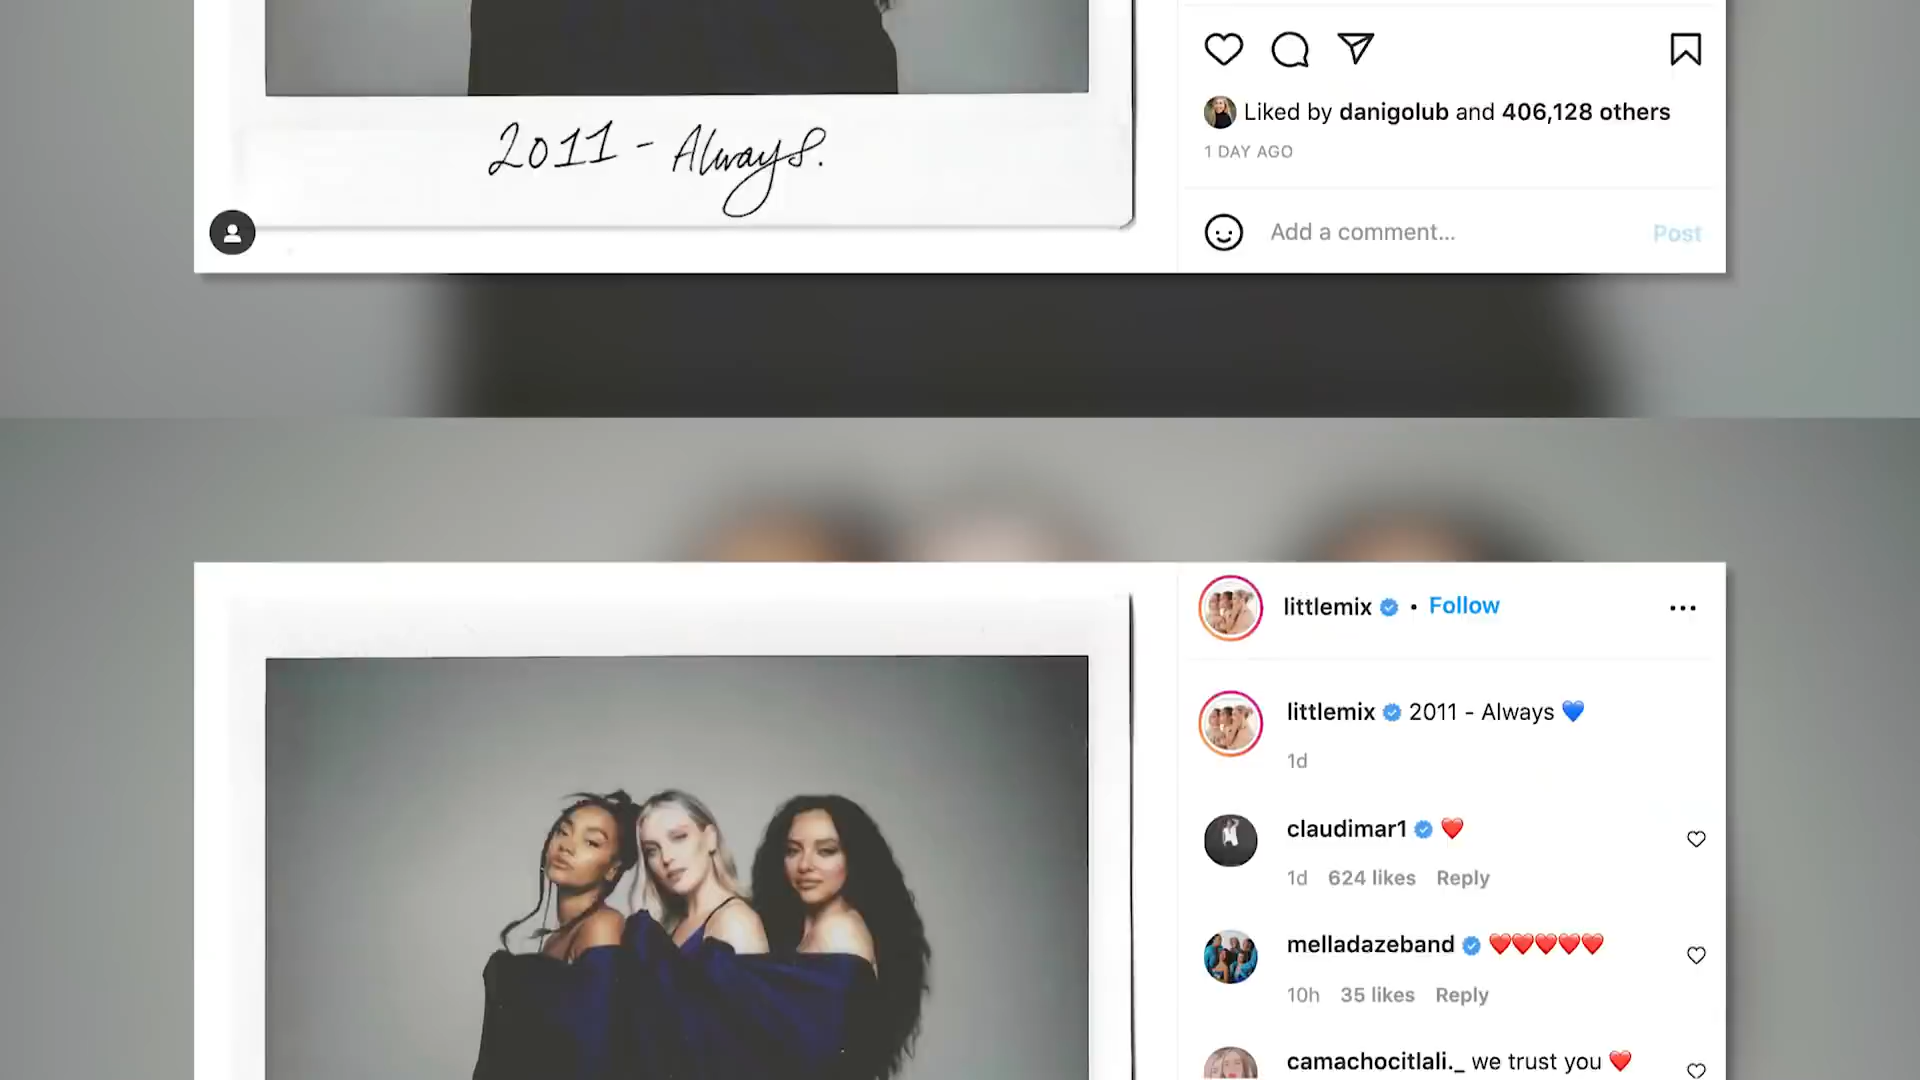 2011 - Always.
Liked by danigolub and 406,128 others
1 DAY AGO
Add a comment...
Post
littlemix • Follow
littlemix 2011 - Always 💙
1d
claudimar1 ❤️
1d 624 likes Reply
melladazeband ❤️❤️❤️❤️❤️
10h 35 likes Reply
camachocitlali._ we trust you ❤️